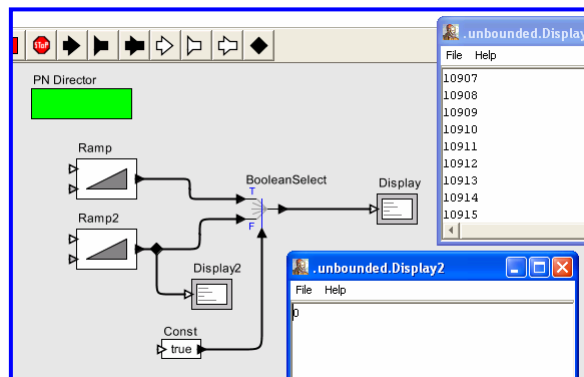 STOP
PN Director
Ramp
Ramp2
BooleanSelect
T
F
Display
Display2
Const
true
.unbounded.Display
File Help
10907
10908
10909
10910
10911
10912
10913
10914
10915
.unbounded.Display2
File Help
0